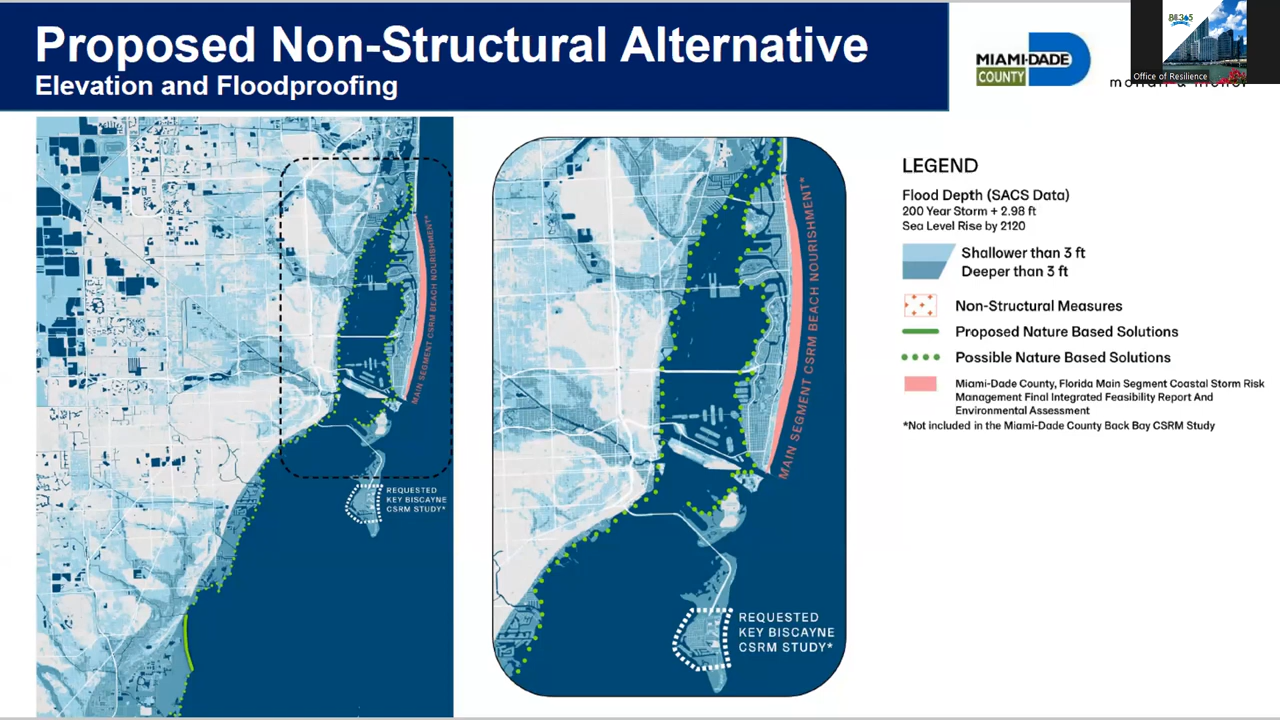 Proposed Non-Structural Alternative
Elevation and Floodproofing
MIAMI-DADE
COUNTY
Office of Resilience
MAIN SEGMENT CSRM BEACH NOURISHMENT*
REQUESTED
KEY BISCAYNE
CSRM STUDY*
MAIN SEGMENT CSRM BEACH NOURISHMENT*
REQUESTED
KEY BISCAYNE
CSRM STUDY*
LEGEND
Flood Depth (SACS Data)
200 Year Storm + 2.98 ft
Sea Level Rise by 2120
Shallower than 3 ft
Deeper than 3 ft
Non-Structural Measures
Proposed Nature Based Solutions
Possible Nature Based Solutions
Miami-Dade County, Florida Main Segment Coastal Storm Risk
Management Final Integrated Feasibility Report And
Environmental Assessment
*Not included in the Miami-Dade County Back Bay CSRM Study